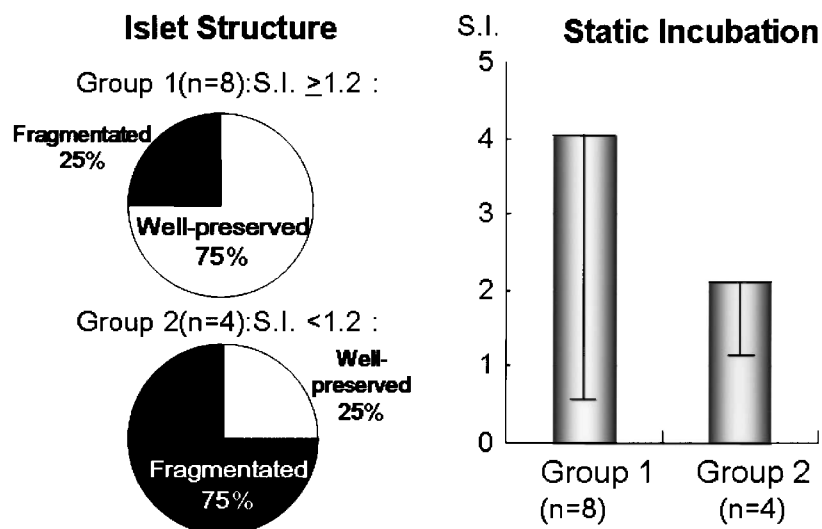 Islet Structure
Group 1(n=8):S.I. ≥1.2 :
Fragmentated
25%
Well-preserved
75%
Group 2(n=4):S.I. <1.2 :
Well-
preserved
25%
Fragmentated
75%
S.I.
Static Incubation
5
4
3
2
1
0
Group 1
(n=8)
Group 2
(n=4)